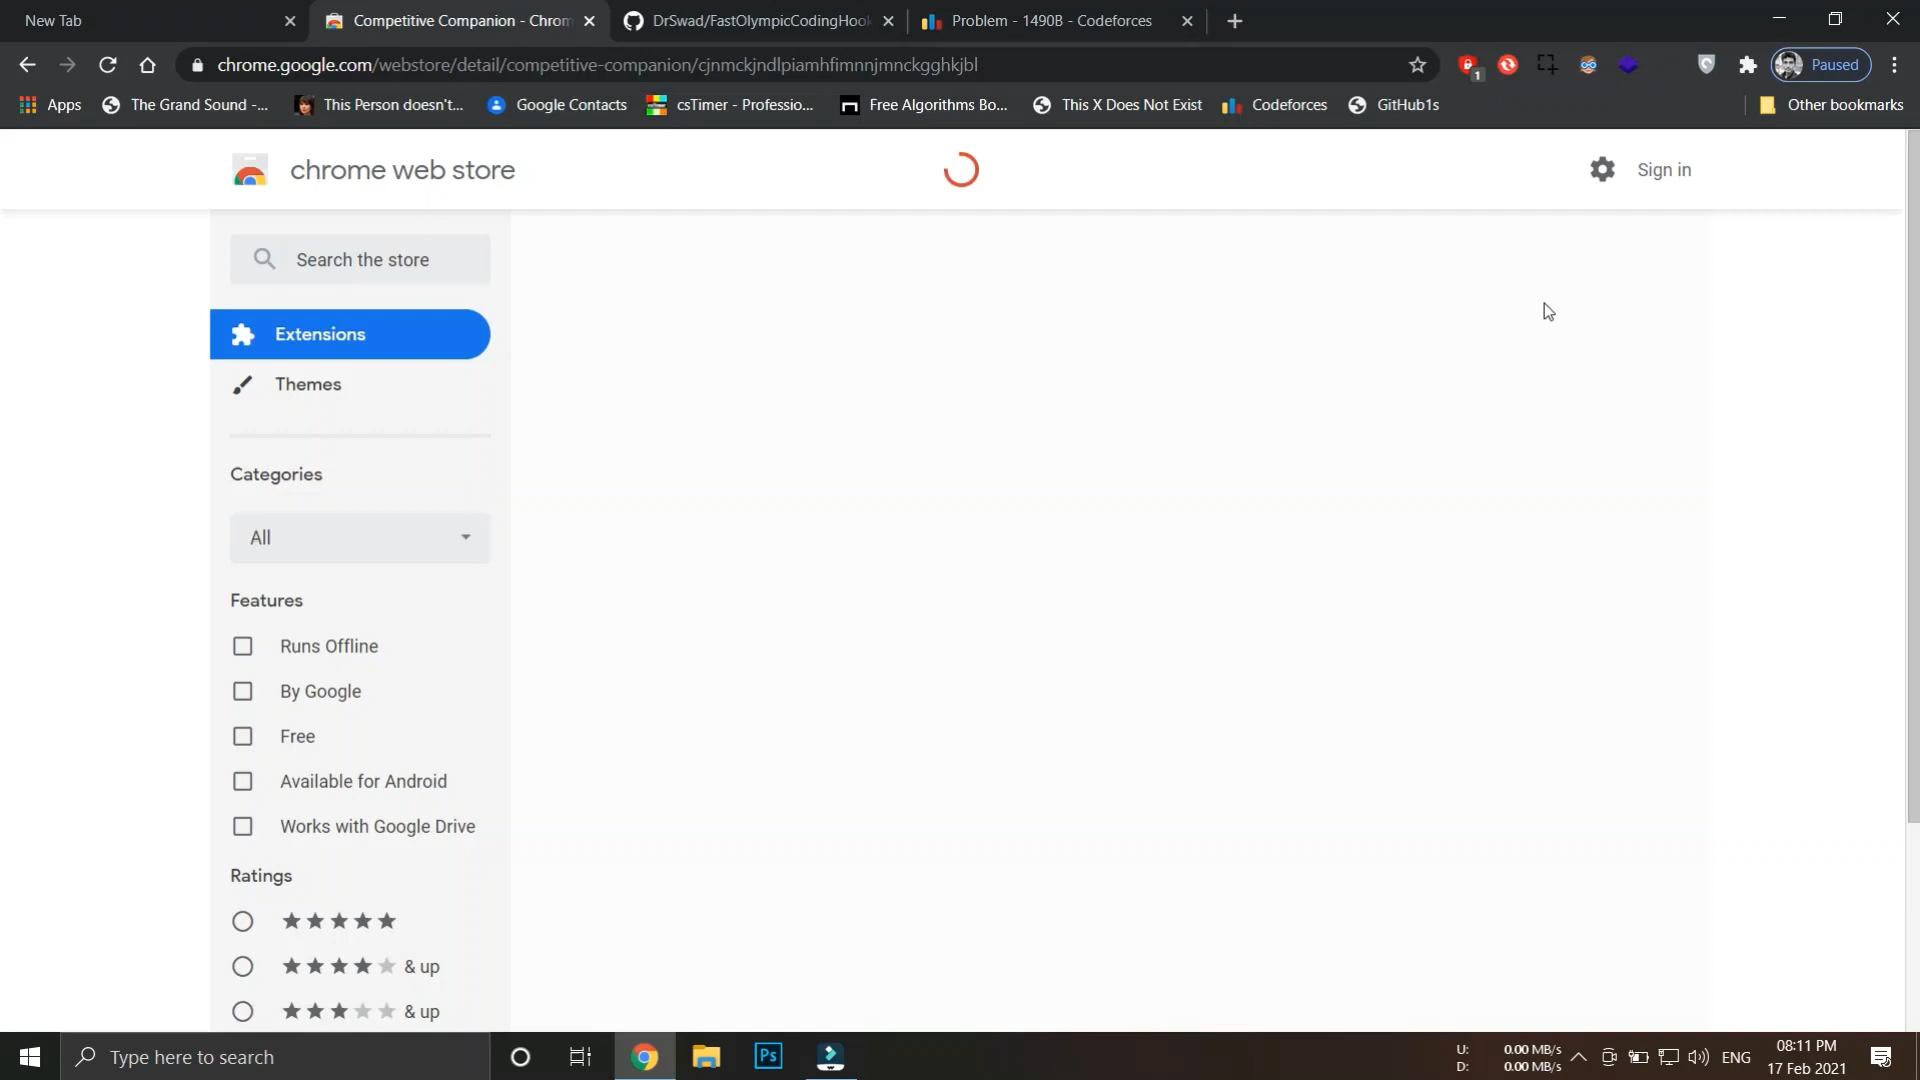 New Tab
Competitive Companion - Chrom
DrSwad/FastOlympicCodingHook
Problem - 1490B - Codeforces
chrome.google.com/webstore/detail/competitive-companion/cjnmckjndlpiamhfimnnjmnckgghkjbl
1
Paused
Apps
The Grand Sound -...
This Person doesn't...
Google Contacts
csTimer - Professio...
Free Algorithms Bo...
This X Does Not Exist
Codeforces
GitHub1s
Other bookmarks
chrome web store
Sign in
Search the store
Extensions
Themes
Categories
All
Features
Runs Offline
By Google
Free
Available for Android
Works with Google Drive
Ratings
& up
& up
Type here to search
Ps
U: 0.00 MB/s
D: 0.00 MB/s
ENG
08:11 PM
17 Feb 2021